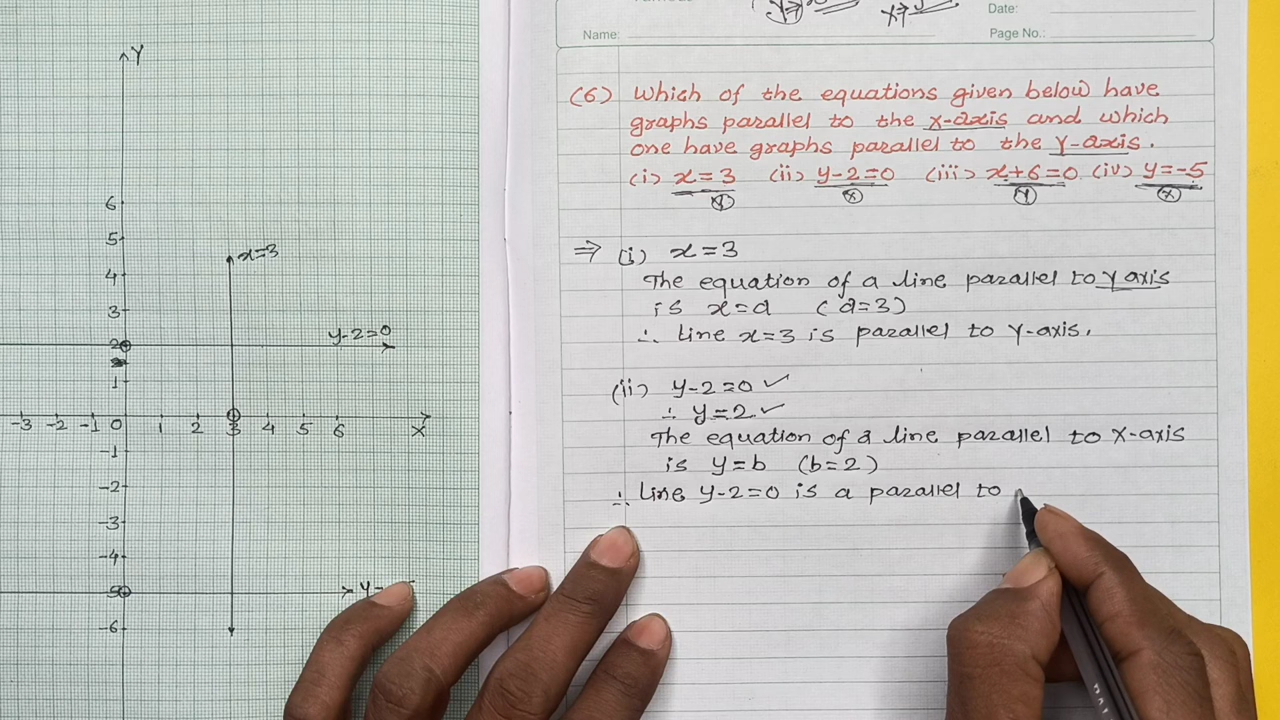 Y
6
5
4
3
2
1
-3 -2 -1 0 1 2 3 4 5 6 X
-1
-2
-3
-4
-5
-6
x=3
y-2=0
Date:
Name:
Page No.:
(6) Which of the equations given below have
graphs parallel to the x-axis and which
one have graphs parallel to the Y-axis.
(i) x=3 (ii) y-2=0 (iii) x+6=0 (iv) y=-5
Y X Y X
⇒ (i) x=3
The equation of a line parallel to Y axis
is x=a (a=3)
∴ Line x=3 is parallel to Y-axis.
(ii) y-2=0 ✓
∴ y=2 ✓
The equation of a line parallel to X-axis
is y=b (b=2)
∴ Line y-2=0 is a parallel to